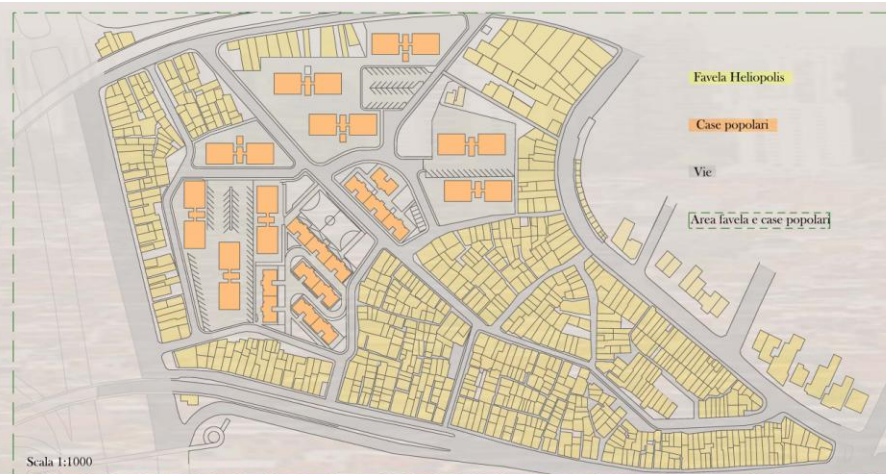 Favela Heliopolis
Case popolari
Vie
Area favela e case popolari
Scala 1:1000